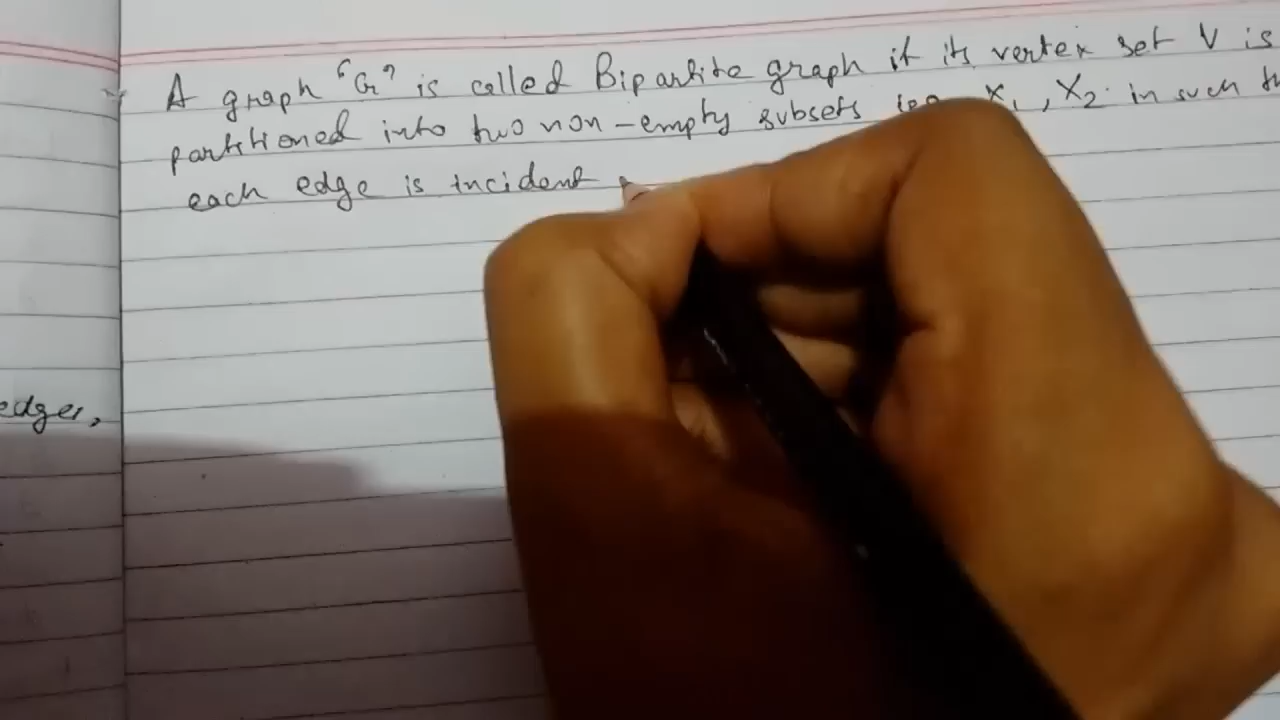 A graph "G" is called Bipartite graph if its vertex set V is
partitioned into two non-empty subsets i.e., X1, X2 in such
each edge is incident
edges,